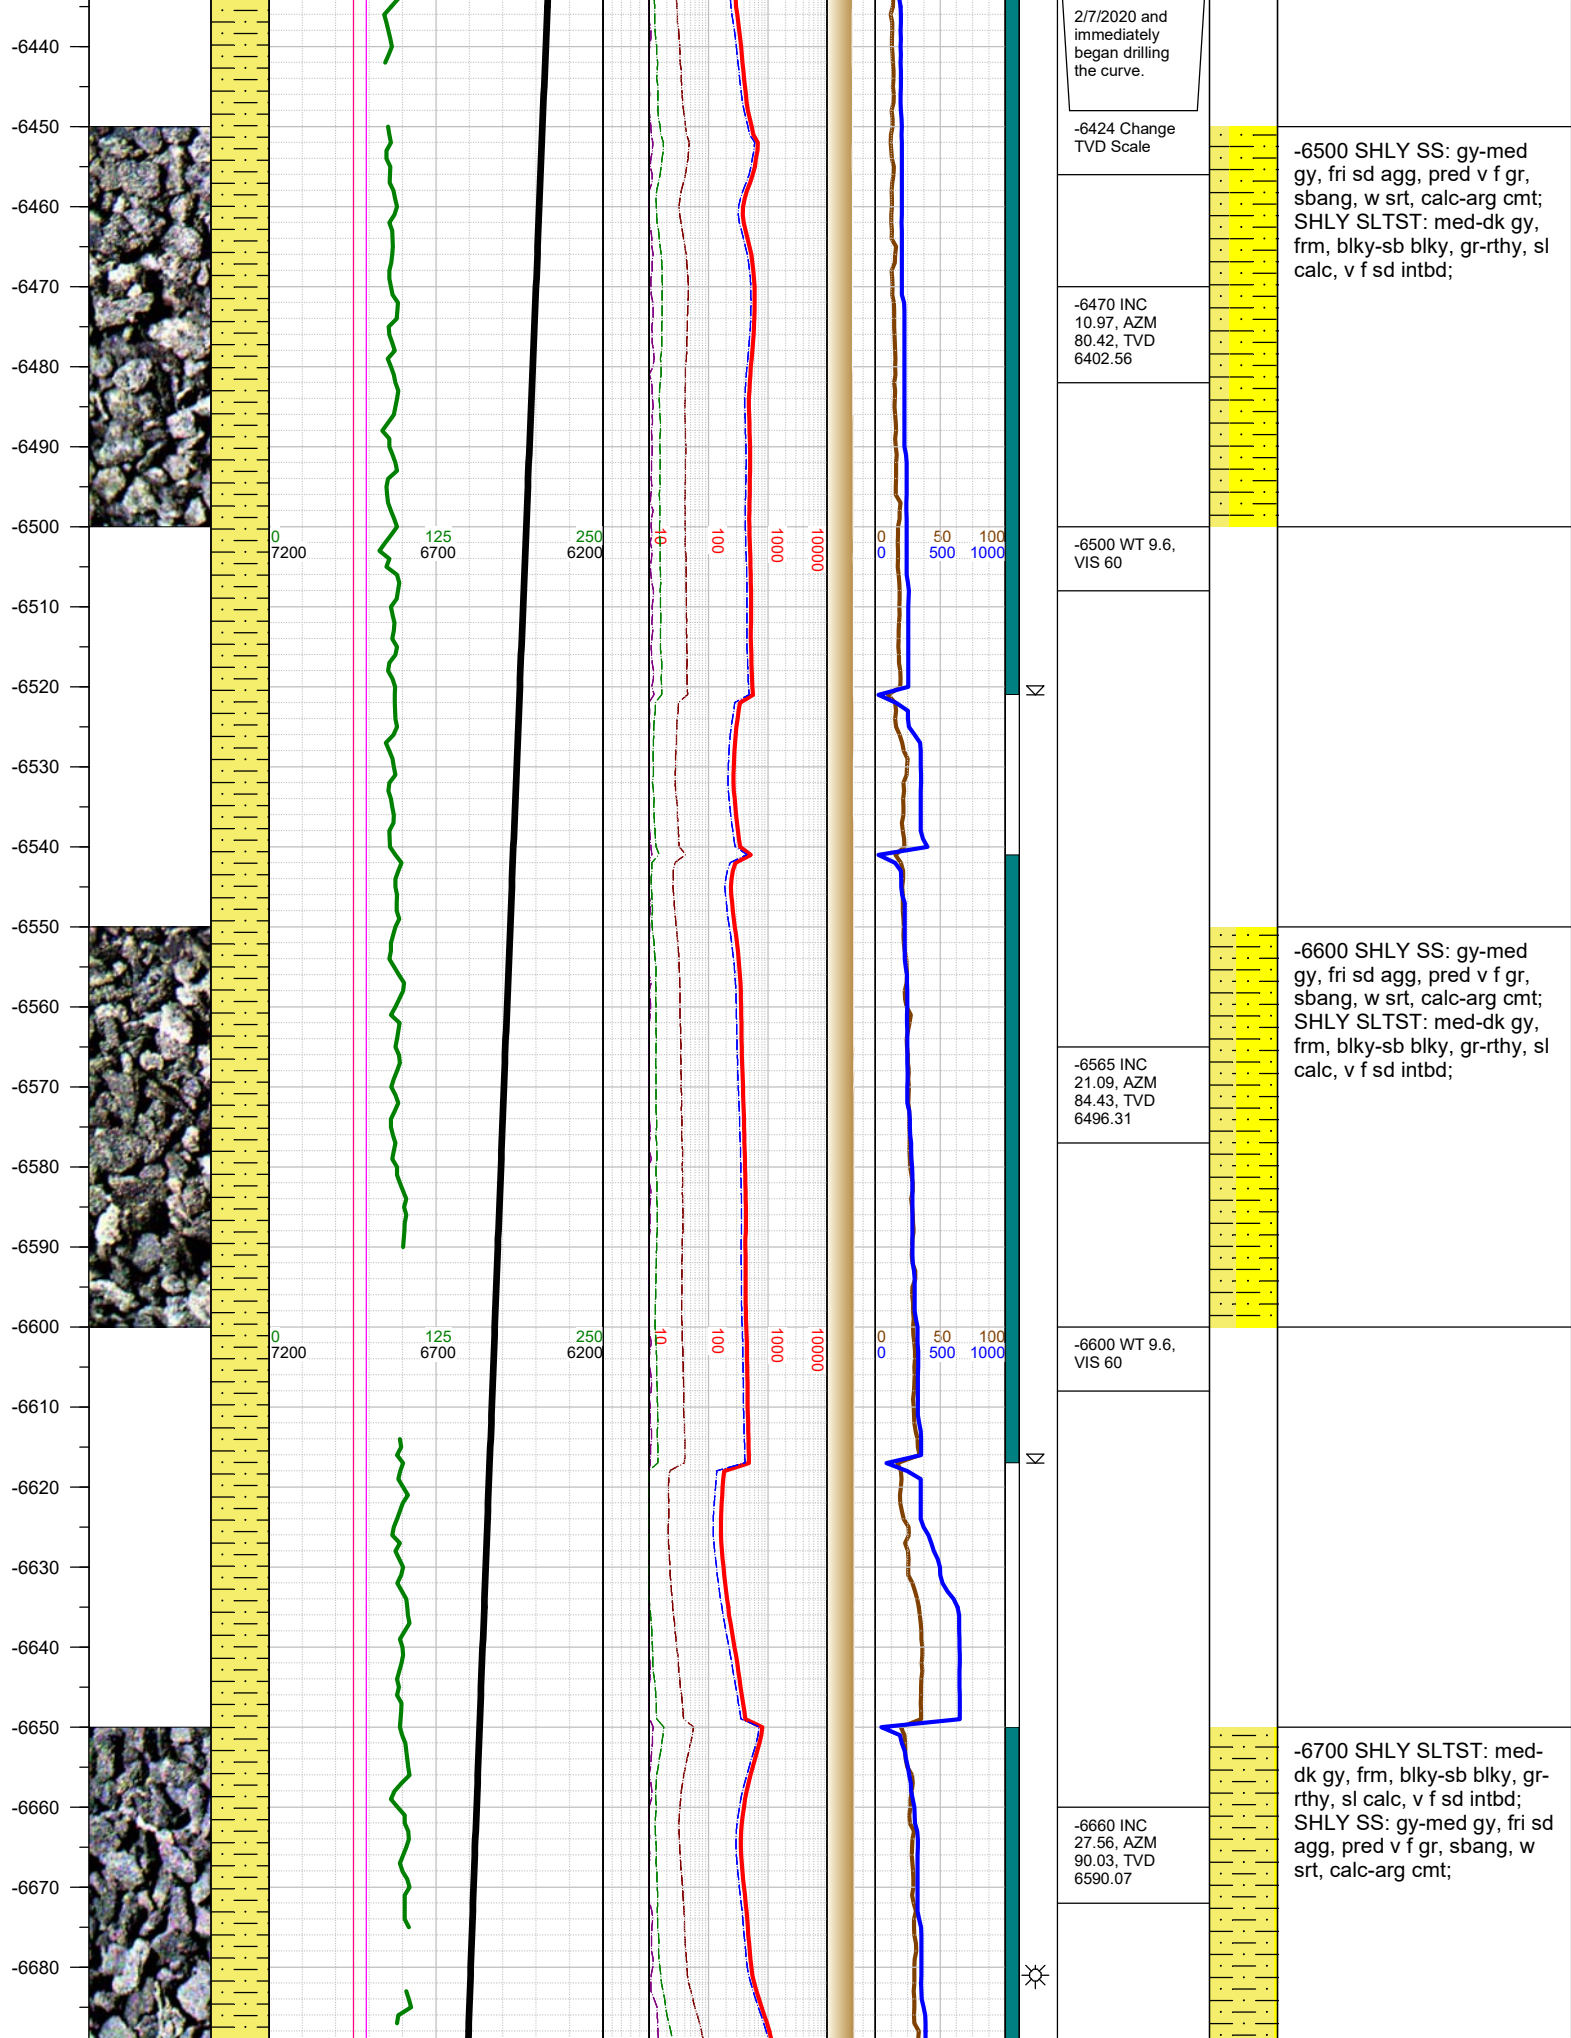 2/7/2020 and
immediately
began drilling
the curve.
-6424 Change
TVD Scale
-6440
-6450
-6460
-6470
-6480
-6490
-6500
-6510
-6520
-6530
-6540
-6550
-6560
-6570
-6580
-6590
-6600
-6610
-6620
-6630
-6640
-6650
-6660
-6670
-6680
0 125 250
7200 6700 6200
10 100 1000 10000
0 50 100
0 500 1000
0 125 250
7200 6700 6200
10 100 1000 10000
0 50 100
0 500 1000
-6470 INC
10.97, AZM
80.42, TVD
6402.56
-6500 WT 9.6,
VIS 60
-6565 INC
21.09, AZM
84.43, TVD
6496.31
-6600 WT 9.6,
VIS 60
-6660 INC
27.56, AZM
90.03, TVD
6590.07
-6500 SHLY SS: gy-med
gy, fri sd agg, pred v f gr,
sbang, w srt, calc-arg cmt;
SHLY SLTST: med-dk gy,
frm, blky-sb blky, gr-rthy, sl
calc, v f sd intbd;
-6600 SHLY SS: gy-med
gy, fri sd agg, pred v f gr,
sbang, w srt, calc-arg cmt;
SHLY SLTST: med-dk gy,
frm, blky-sb blky, gr-rthy, sl
calc, v f sd intbd;
-6700 SHLY SLTST: med-
dk gy, frm, blky-sb blky, gr-
rthy, sl calc, v f sd intbd;
SHLY SS: gy-med gy, fri sd
agg, pred v f gr, sbang, w
srt, calc-arg cmt;